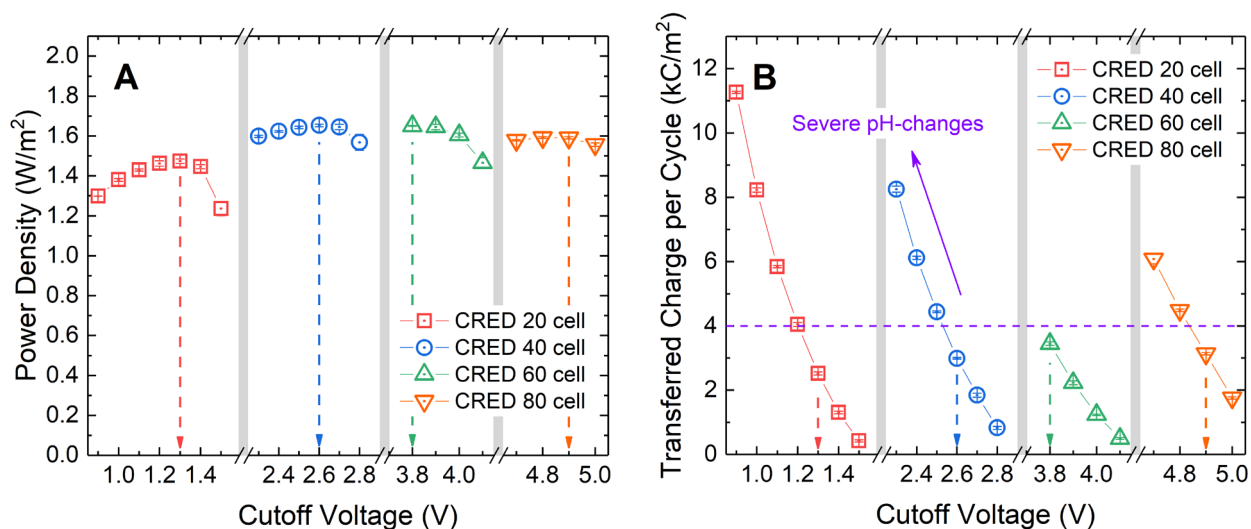 A
Power Density (W/m²)
2.1
2.0
1.8
1.6
1.4
1.2
1.0
0.8
0.6
0.4
0.2
0.0
CRED 20 cell
CRED 40 cell
CRED 60 cell
CRED 80 cell
1.0 1.2 1.4 2.4 2.6 2.8 3.8 4.0 4.8 5.0
Cutoff Voltage (V)
B
Transferred Charge per Cycle (kC/m²)
12
10
8
6
4
2
0
CRED 20 cell
CRED 40 cell
CRED 60 cell
CRED 80 cell
Severe pH-changes
1.0 1.2 1.4 2.4 2.6 2.8 3.8 4.0 4.8 5.0
Cutoff Voltage (V)